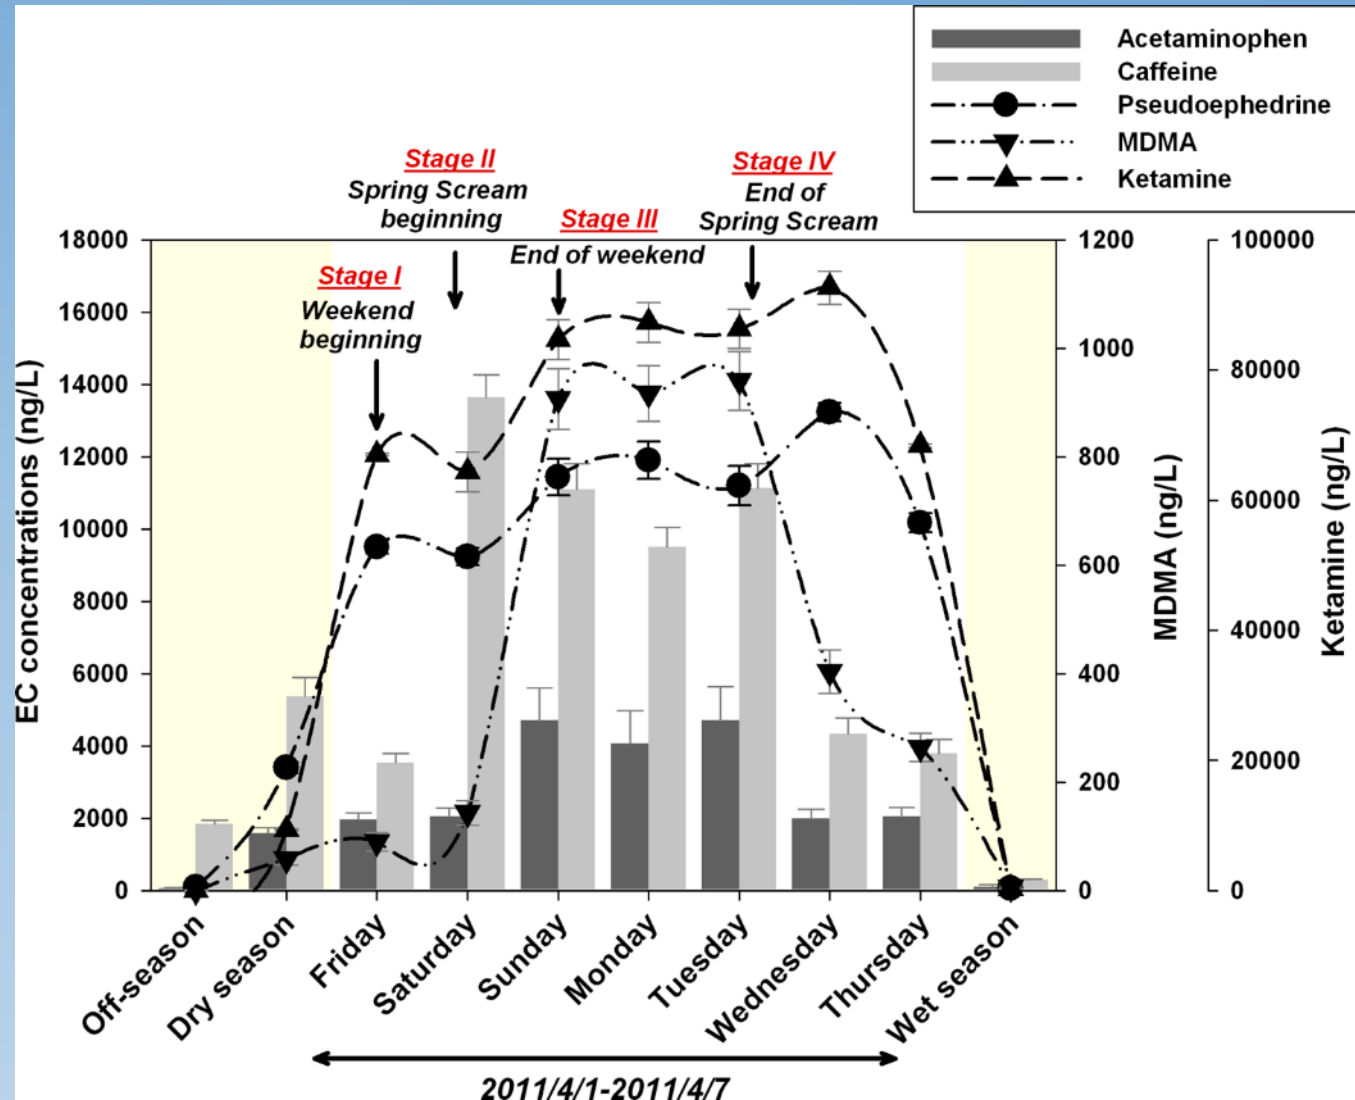 Acetaminophen
Caffeine
Pseudoephedrine
MDMA
Ketamine
Stage II
Spring Scream
beginning
Stage IV
End of
Spring Scream
Stage III
End of weekend
Stage I
Weekend
beginning
EC concentrations (ng/L)
18000
16000
14000
12000
10000
8000
6000
4000
2000
0
1200
1000
800
600
400
200
0
MDMA (ng/L)
100000
80000
60000
40000
20000
0
Ketamine (ng/L)
Off-season
Dry season
Friday
Saturday
Sunday
Monday
Tuesday
Wednesday
Thursday
Wet season
2011/4/1-2011/4/7